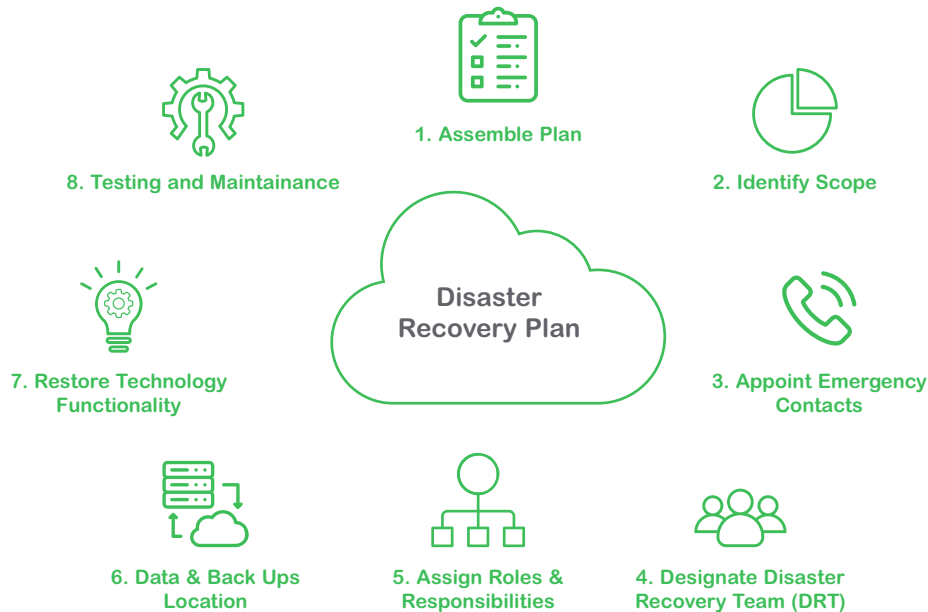 1. Assemble Plan
2. Identify Scope
3. Appoint Emergency
Contacts
4. Designate Disaster
Recovery Team (DRT)
5. Assign Roles &
Responsibilities
6. Data & Back Ups
Location
7. Restore Technology
Functionality
8. Testing and Maintainance
Disaster
Recovery Plan